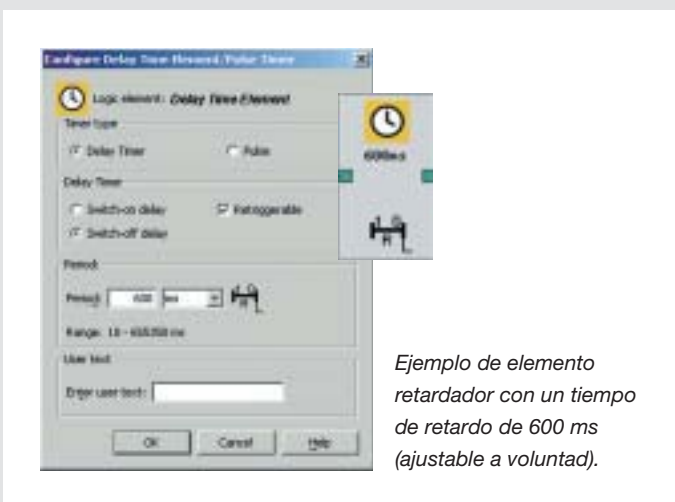 Configure Delay Time Element/Pulse Timer
Logic element: Delay Time Element
Timer type
Delay Timer
Pulse
Delay Timer
Switch-on delay
Retriggerable
Switch-off delay
Period:
Period: 600 ms
Range: 10 - 655350 ms
User text
Enter user text:
OK
Cancel
Help
600ms
1 0
R
Ejemplo de elemento
retardador con un tiempo
de retardo de 600 ms
(ajustable a voluntad).